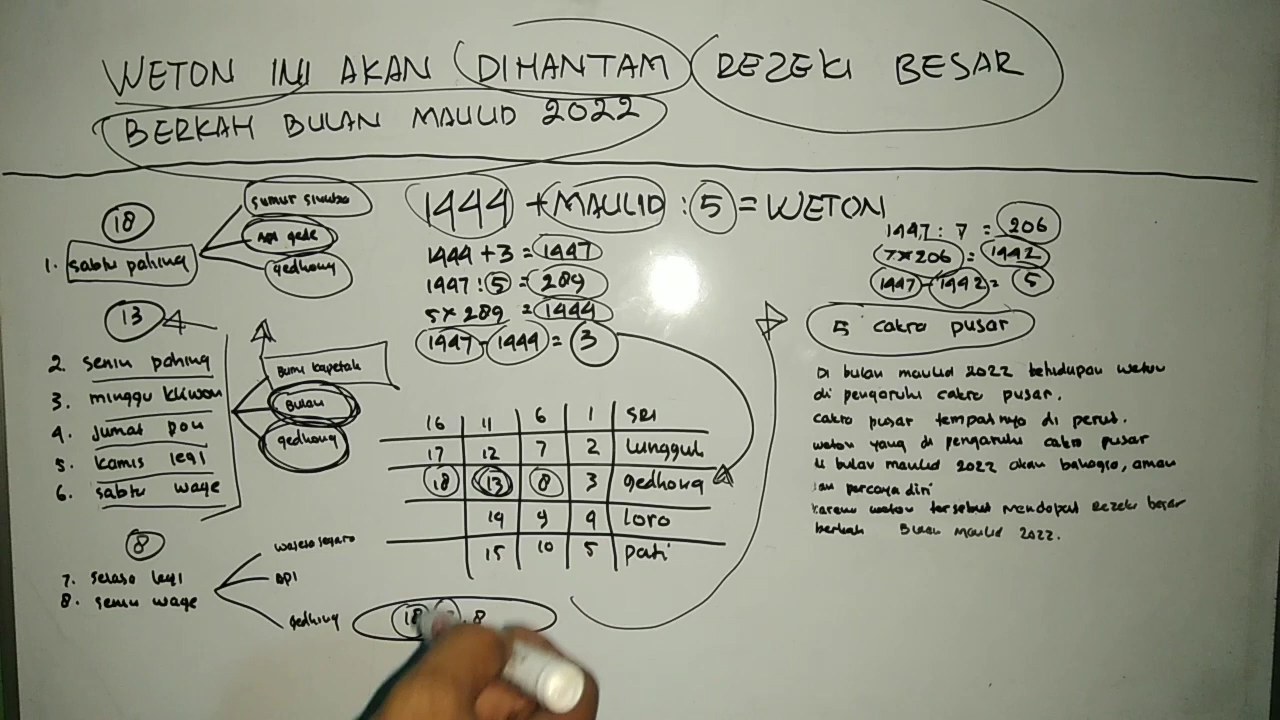 WETON INI AKAN DIHANTAM REZEKI BESAR
BERKAH BULAN MAULID 2022
18
1. sabtu pahing
sumur sinaba
api gede
gedhong
13
2. senin pahing
3. minggu kliwon
4. jumat pon
5. kamis legi
6. sabtu wage
Bumi kapetak
Bulan
gedhong
8
7. selasa legi
8. senin wage
waseso segoro
api
gedhong
18
8
1444 + MAULID : 5 = WETON
1444 + 3 = 1447
1447 : 5 = 289
5 x 289 = 1444
1447 - 1444 = 3
16 11 6 1 SRI
17 12 7 2 Lunggul
18 13 8 3 gedhong
14 9 4 loro
15 10 5 pati
1447 : 7 = 206
7 x 206 = 1442
1447 - 1442 = 5
5 cakro pusar
Di bulan maulid 2022 kehidupan weton
di pengaruhi cakro pusar.
cakro pusar tempatnyo di perut.
weton yang di pengaruhi cakro pusar
di bulan maulid 2022 akan bahagia, aman
dan percaya diri
karena weton tersebut mendapat Rezeki besar
berkah Bulan maulid 2022.